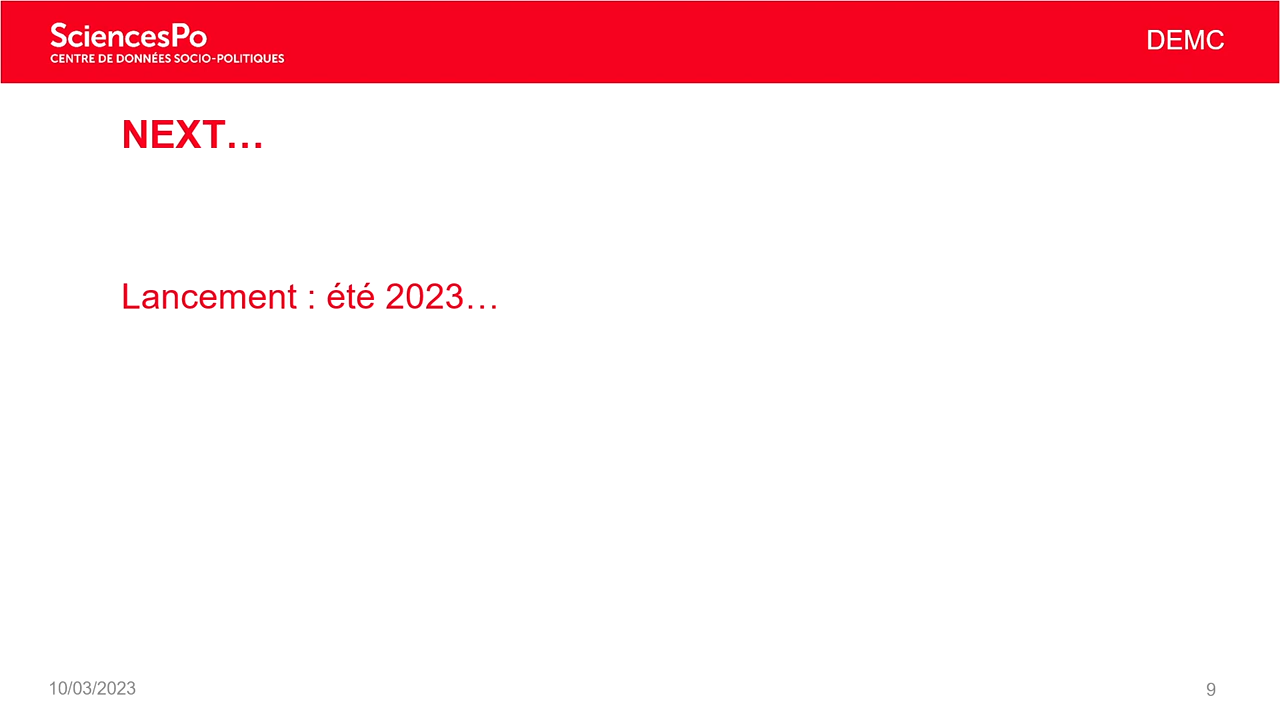 SciencesPo
CENTRE DE DONNÉES SOCIO-POLITIQUES
DEMC
NEXT…
Lancement : été 2023…
10/03/2023
9